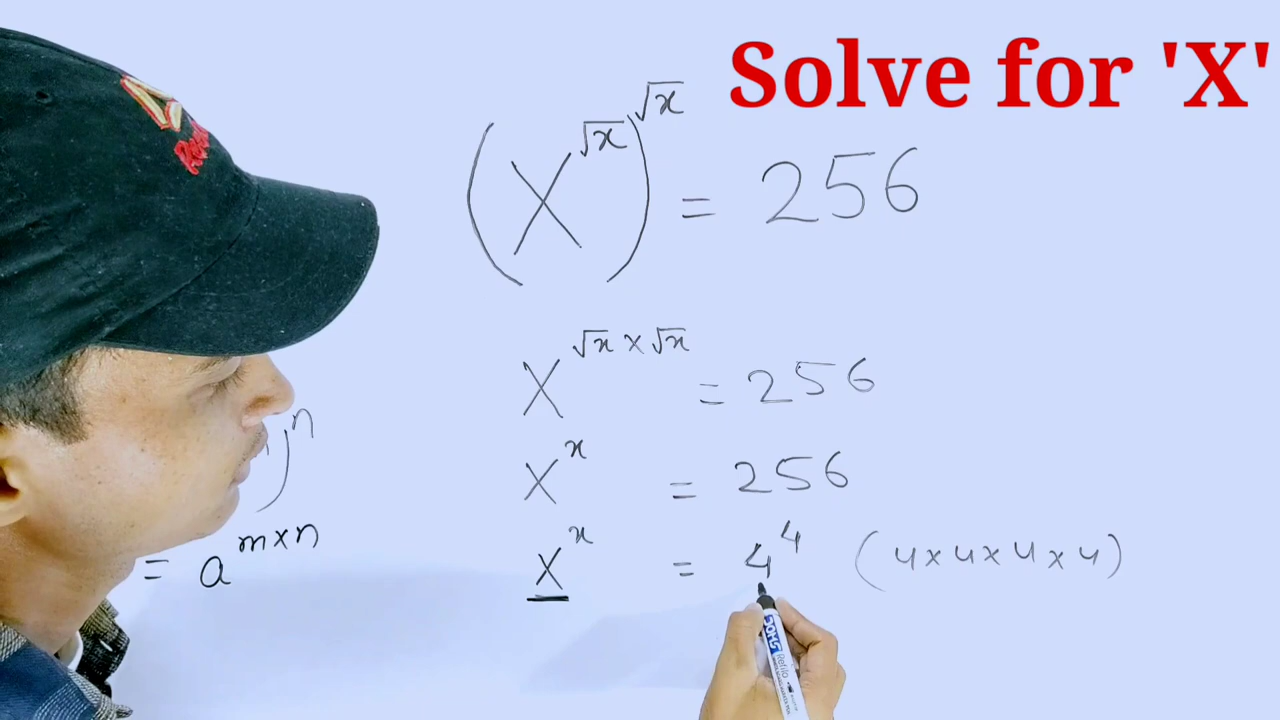 Solve for 'X'
(X^√x)^√x = 256
X^√x × √x = 256
X^x = 256
X^x = 4^4 (4×4×4×4)
)^n
= a^m×n